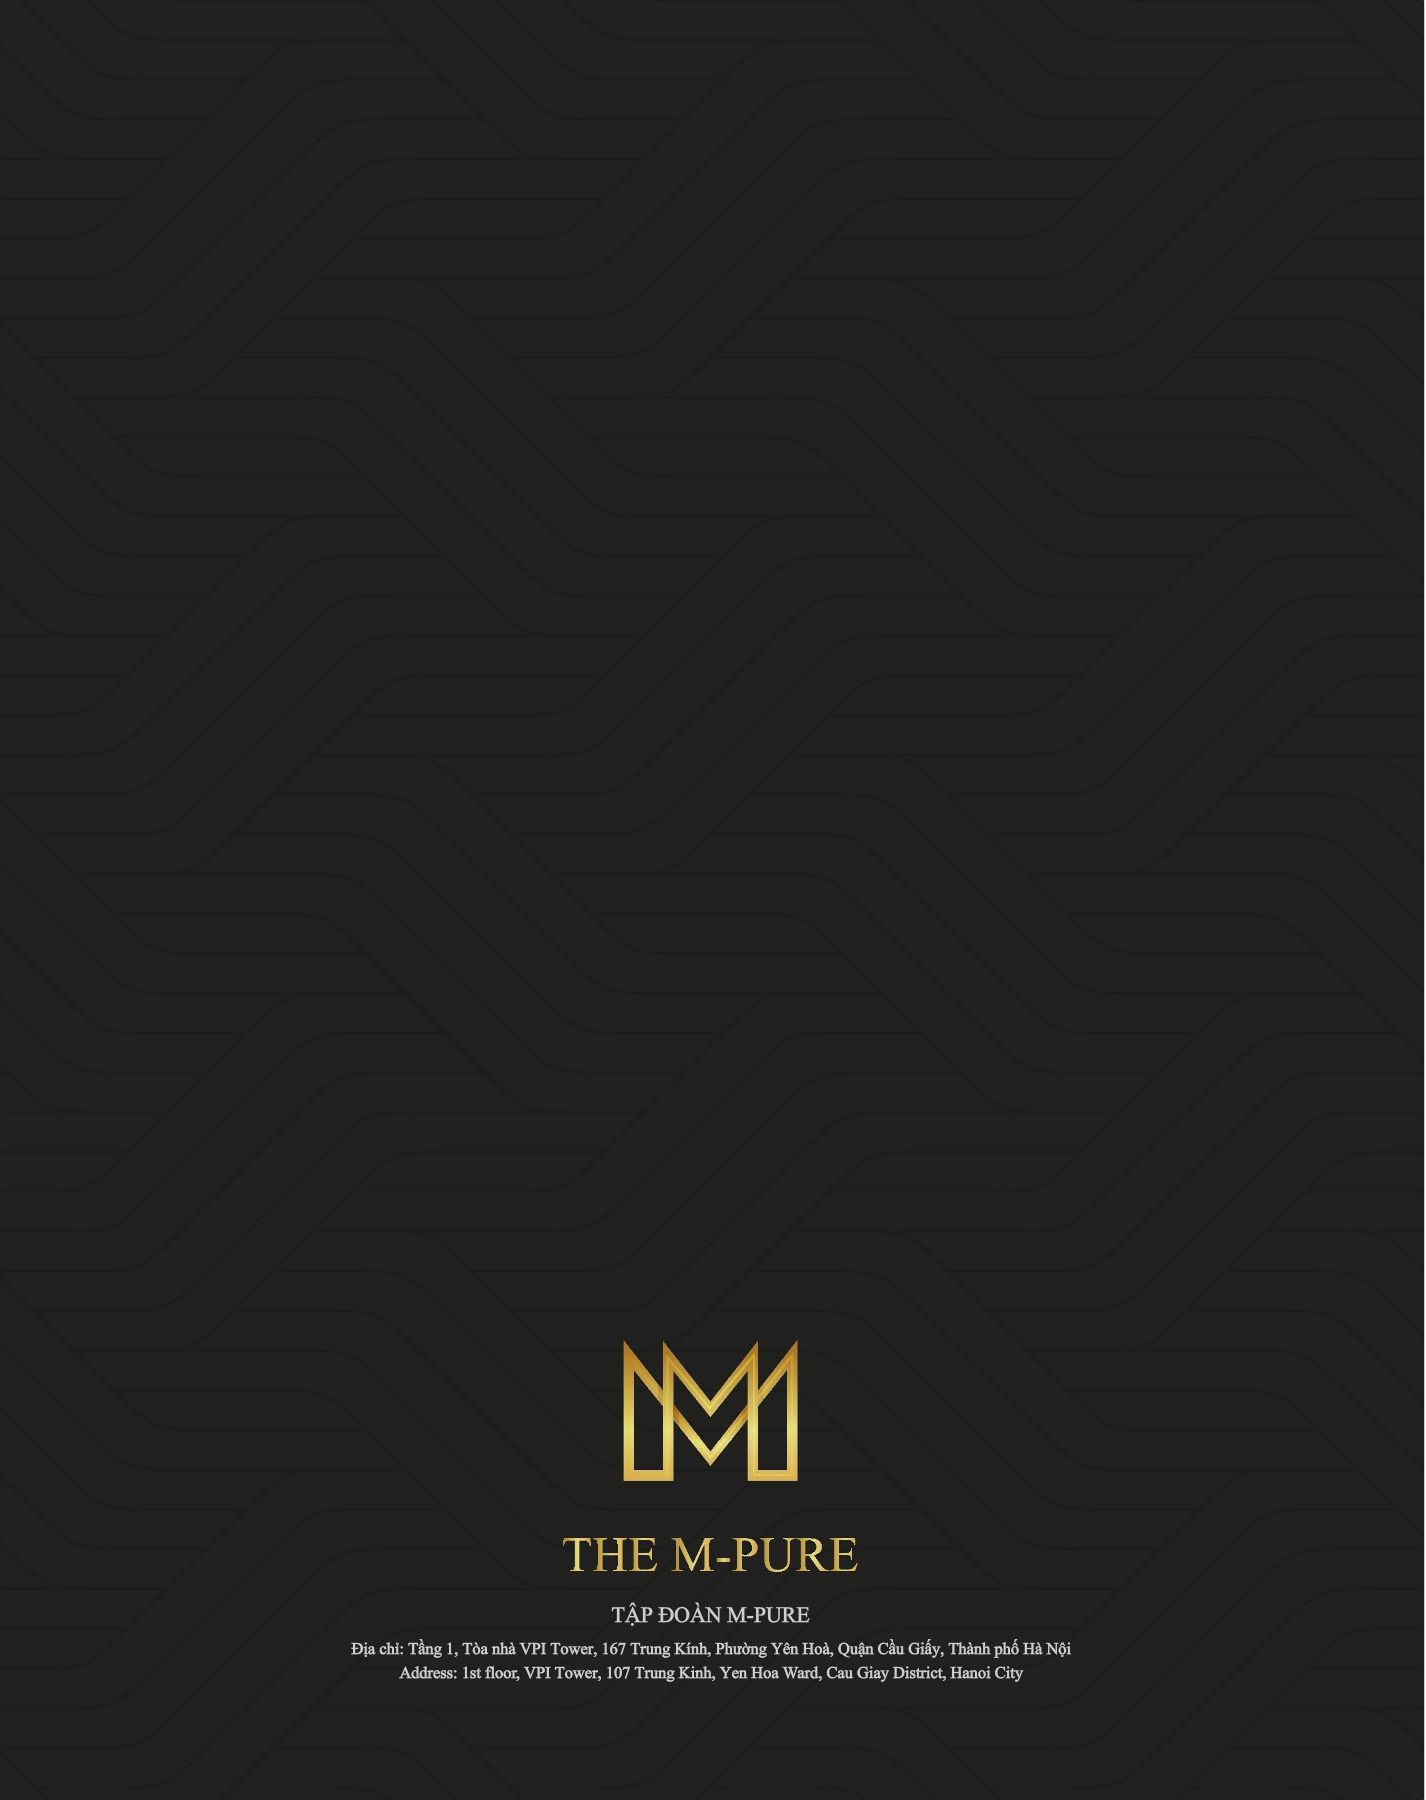 THE M-PURE
TẬP ĐOÀN M-PURE
Địa chỉ: Tầng 1, Tòa nhà VPI Tower, 167 Trung Kính, Phường Yên Hoà, Quận Cầu Giấy, Thành phố Hà Nội
Address: 1st floor, VPI Tower, 107 Trung Kinh, Yen Hoa Ward, Cau Giay District, Hanoi City